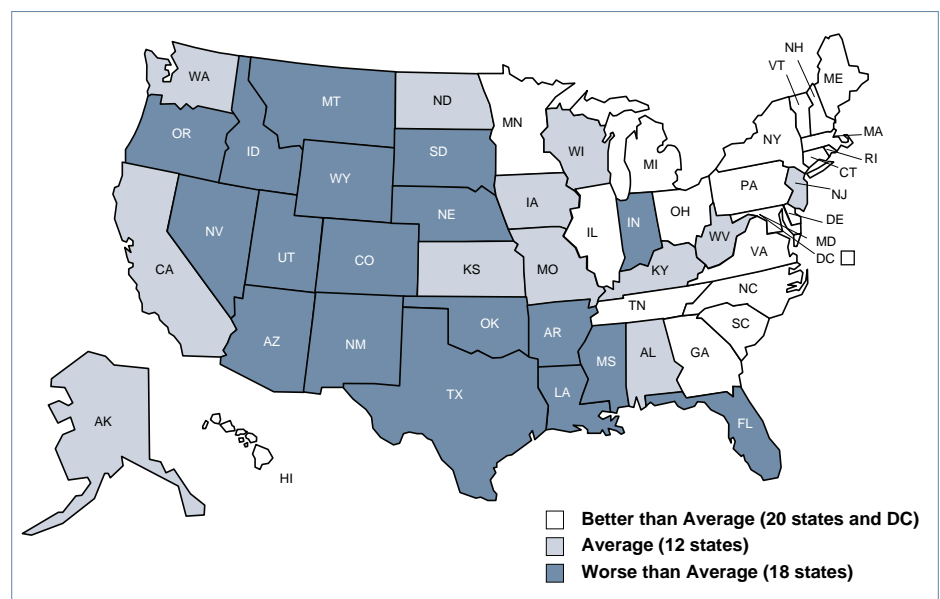 NH
VT
ME
WA
MT
ND
MN
OR
ID
SD
WI
MI
NY
MA
RI
CT
WY
PA
NJ
IA
NE
OH
DE
NV
IL
IN
WV
MD
UT
CO
VA
DC
CA
KS
MO
KY
NC
TN
OK
SC
AZ
NM
AR
MS
AL
GA
TX
LA
FL
AK
HI
Better than Average (20 states and DC)
Average (12 states)
Worse than Average (18 states)